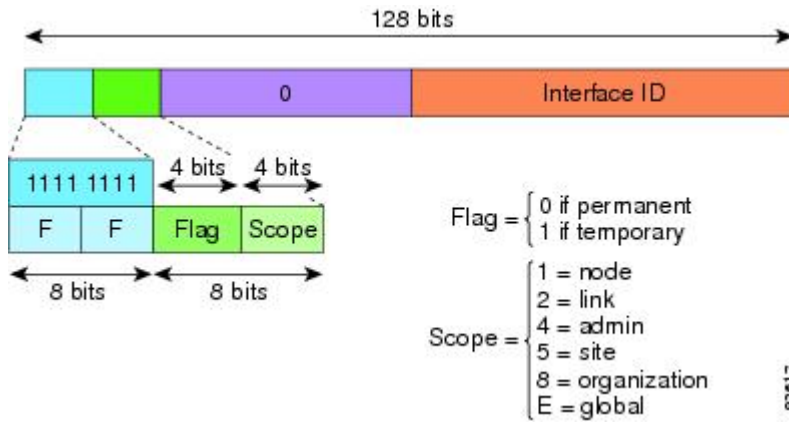 128 bits
0
Interface ID
4 bits
4 bits
1111 1111
F
F
Flag
Scope
8 bits
8 bits
Flag =
0 if permanent
1 if temporary
Scope =
1 = node
2 = link
4 = admin
5 = site
8 = organization
E = global